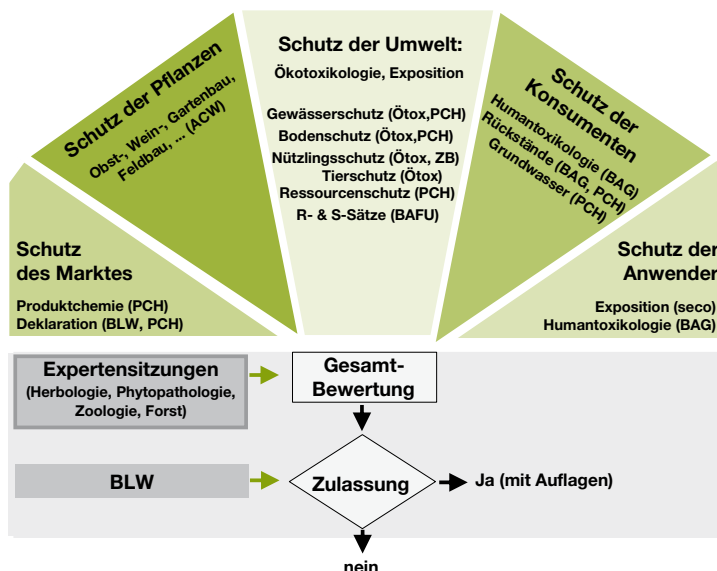 Schutz der Pflanzen
Obst-, Wein-, Gartenbau,
Feldbau, ... (ACW)
Schutz der Umwelt:
Ökotoxikologie, Exposition
Gewässerschutz (Ötox,PCH)
Bodenschutz (Ötox,PCH)
Nützlingsschutz (Ötox, ZB)
Tierschutz (Ötox)
Ressourcenschutz (PCH)
R- & S-Sätze (BAFU)
Schutz der
Konsumenten
Humantoxikologie (BAG)
Rückstände (BAG, PCH)
Grundwasser (PCH)
Schutz
des Marktes
Produktchemie (PCH)
Deklaration (BLW, PCH)
Schutz der
Anwender
Exposition (seco)
Humantoxikologie (BAG)
Expertensitzungen
(Herbologie, Phytopathologie,
Zoologie, Forst)
Gesamt-
Bewertung
BLW
Zulassung
Ja (mit Auflagen)
nein